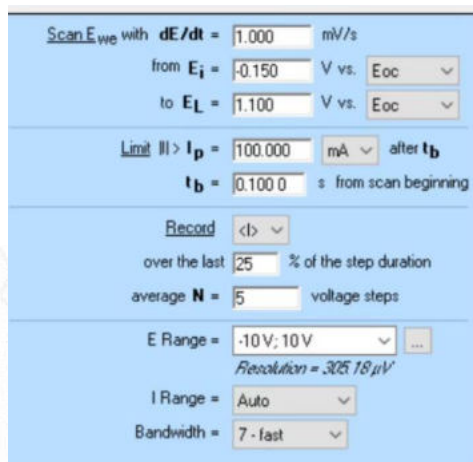 Scan Ewe with dE/dt = 1.000 mV/s
from Ei = -0.150 V vs. Eoc
to EL = 1.100 V vs. Eoc
Limit |I| > Ip = 100.000 mA after tb
tb = 0.100 0 s from scan beginning
Record <I>
over the last 25 % of the step duration
average N = 5 voltage steps
E Range = -10 V; 10 V ...
Resolution = 305.18 µV
I Range = Auto
Bandwidth = 7 - fast